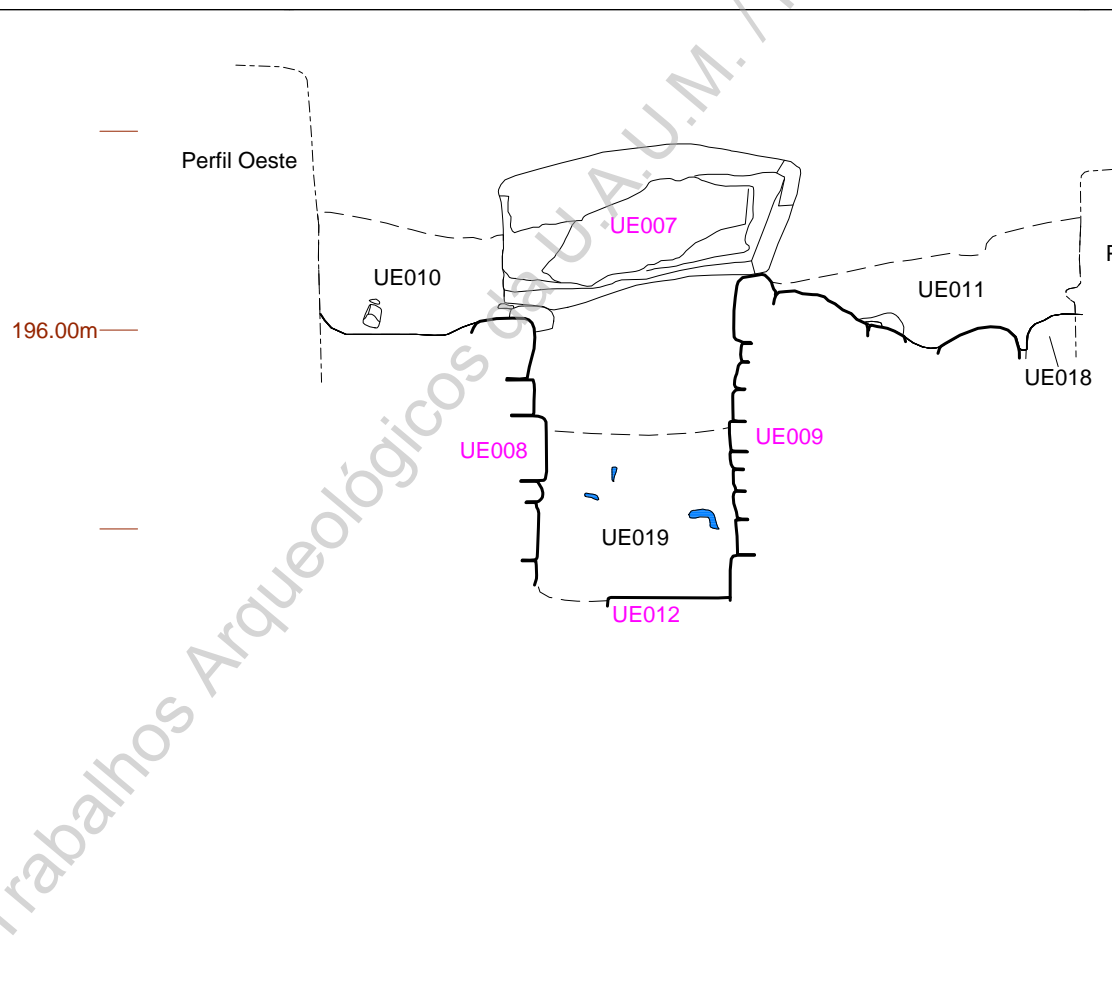 Perfil Oeste
UE007
UE010
UE011
196.00m
UE018
UE008
UE009
UE019
UE012
Trabalhos Arqueológicos da U.A.U.M. /